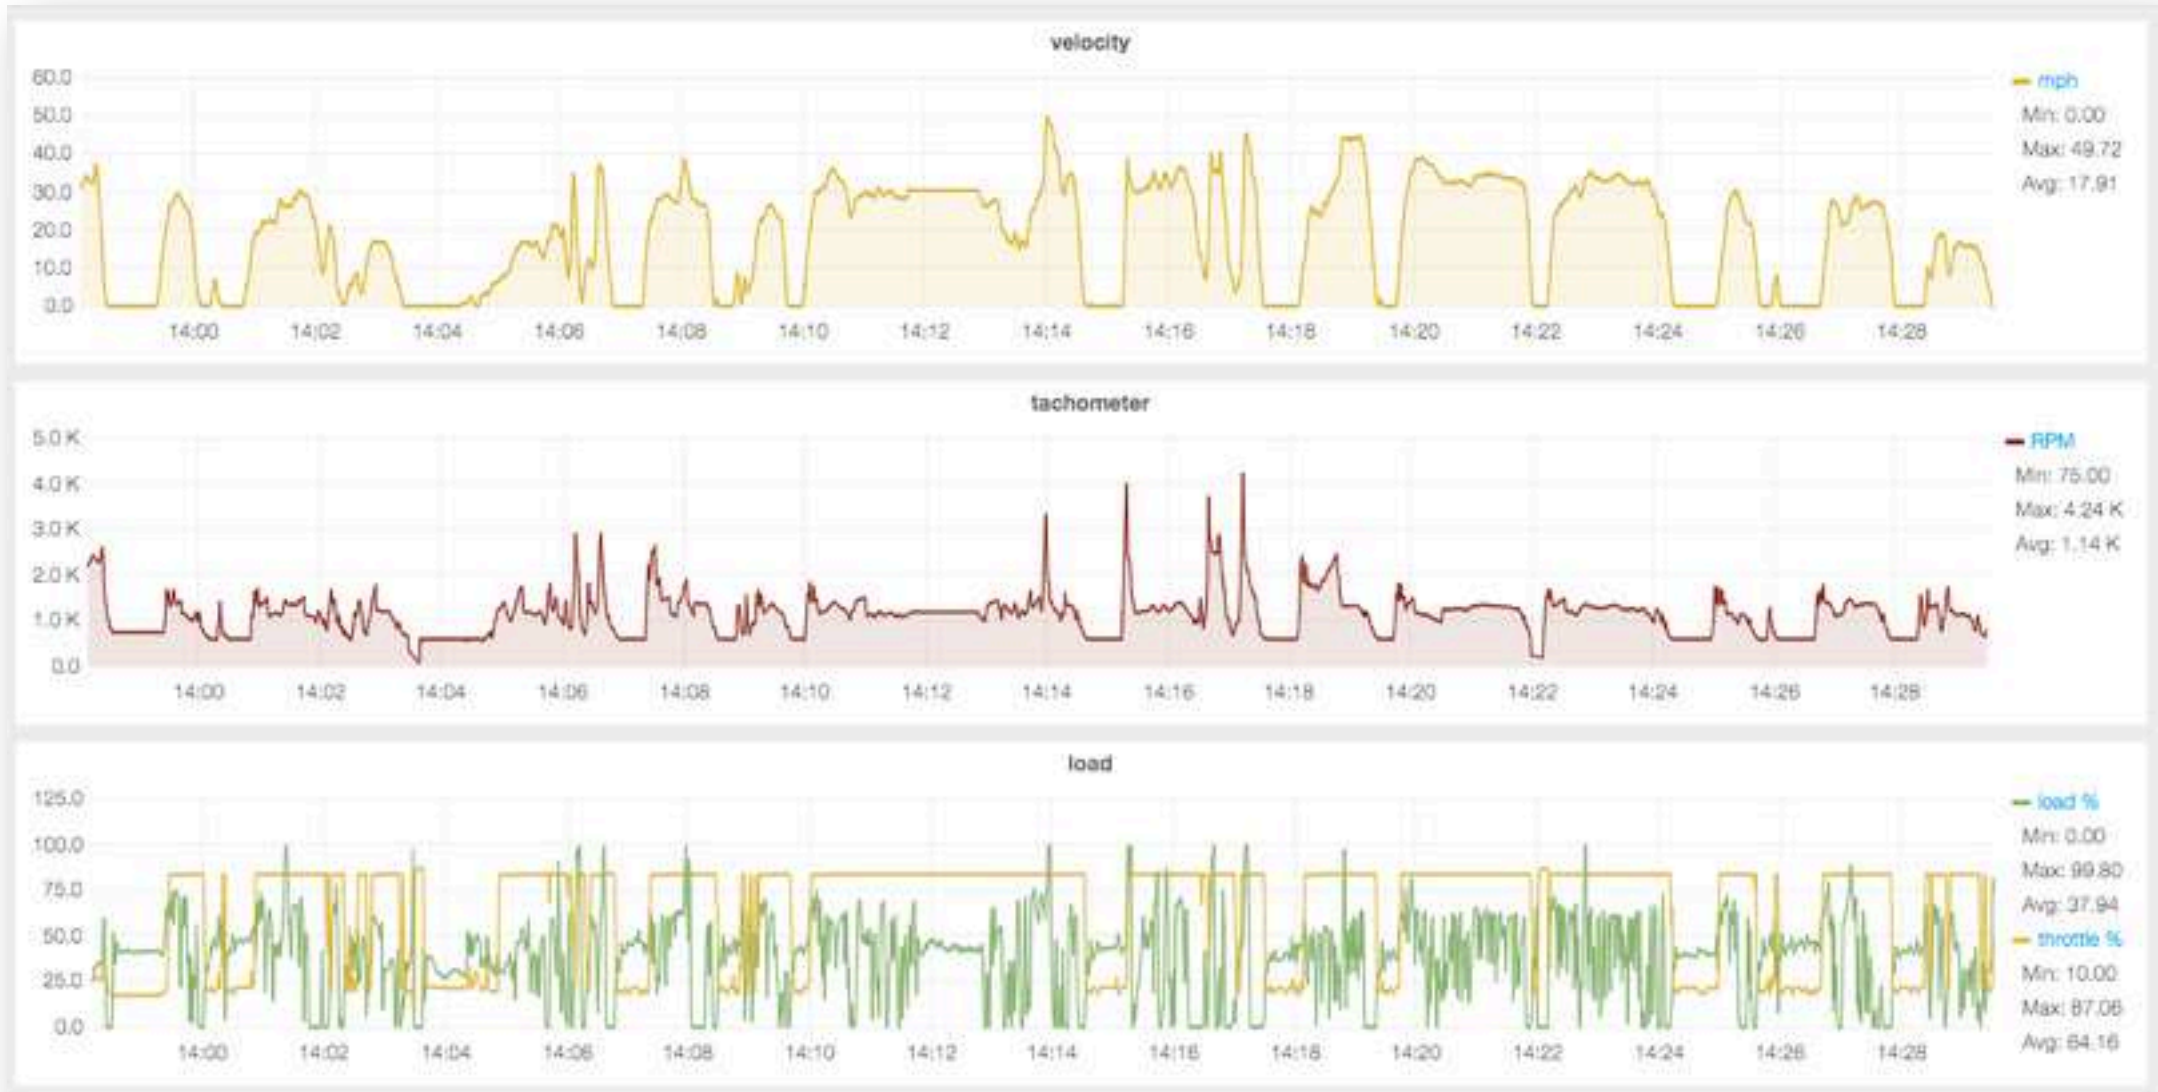 velocity
60.0
50.0
40.0
30.0
20.0
10.0
0.0
14:00 14:02 14:04 14:06 14:08 14:10 14:12 14:14 14:16 14:18 14:20 14:22 14:24 14:26 14:28
mph
Min: 0.00
Max: 49.72
Avg: 17.91
tachometer
5.0 K
4.0 K
3.0 K
2.0 K
1.0 K
0.0
14:00 14:02 14:04 14:06 14:08 14:10 14:12 14:14 14:16 14:18 14:20 14:22 14:24 14:26 14:28
RPM
Min: 75.00
Max: 4.24 K
Avg: 1.14 K
load
125.0
100.0
75.0
50.0
25.0
0.0
14:00 14:02 14:04 14:06 14:08 14:10 14:12 14:14 14:16 14:18 14:20 14:22 14:24 14:26 14:28
load %
Min: 0.00
Max: 99.80
Avg: 37.94
throttle %
Min: 10.00
Max: 87.06
Avg: 64.16